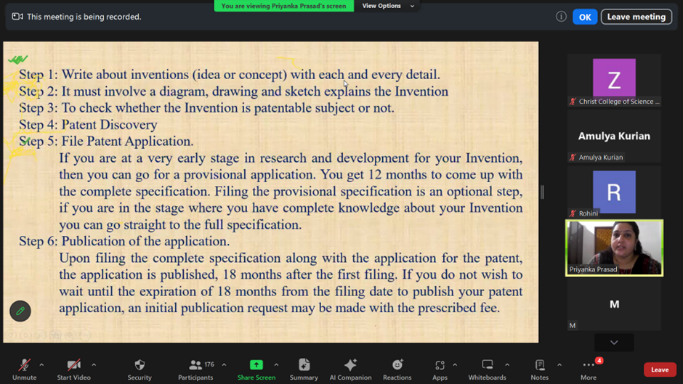 You are viewing Priyanka Prasad's screen
View Options
This meeting is being recorded.
OK
Leave meeting
Step 1: Write about inventions (idea or concept) with each and every detail.
Step 2: It must involve a diagram, drawing and sketch explains the Invention
Step 3: To check whether the Invention is patentable subject or not.
Step 4: Patent Discovery
Step 5: File Patent Application.
If you are at a very early stage in research and development for your Invention,
then you can go for a provisional application. You get 12 months to come up with
the complete specification. Filing the provisional specification is an optional step,
if you are in the stage where you have complete knowledge about your Invention
you can go straight to the full specification.
Step 6: Publication of the application.
Upon filing the complete specification along with the application for the patent,
the application is published, 18 months after the first filing. If you do not wish to
wait until the expiration of 18 months from the filing date to publish your patent
application, an initial publication request may be made with the prescribed fee.
Z
Christ College of Science ...
Amulya Kurian
Amulya Kurian
R
Rohini
Priyanka Prasad
M
M
Unmute
Start Video
Security
Participants
176
Share Screen
Summary
AI Companion
Reactions
Apps
Whiteboards
Notes
More
4
Leave